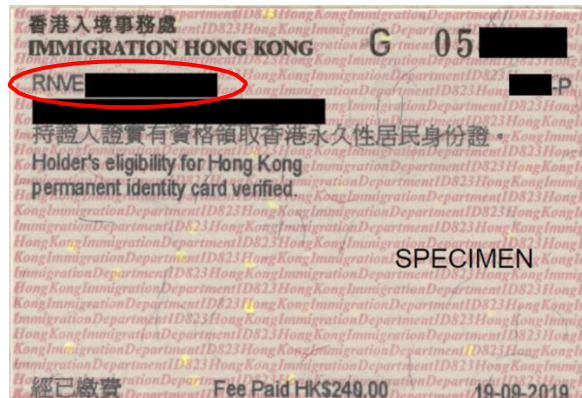 香港入境事務處
IMMIGRATION HONG KONG G 05
RNVE
-P
持證人證實有資格領取香港永久性居民身份證。
Holder's eligibility for Hong Kong
permanent identity card verified.
SPECIMEN
經已繳費 Fee Paid HK$240.00 19-09-2019